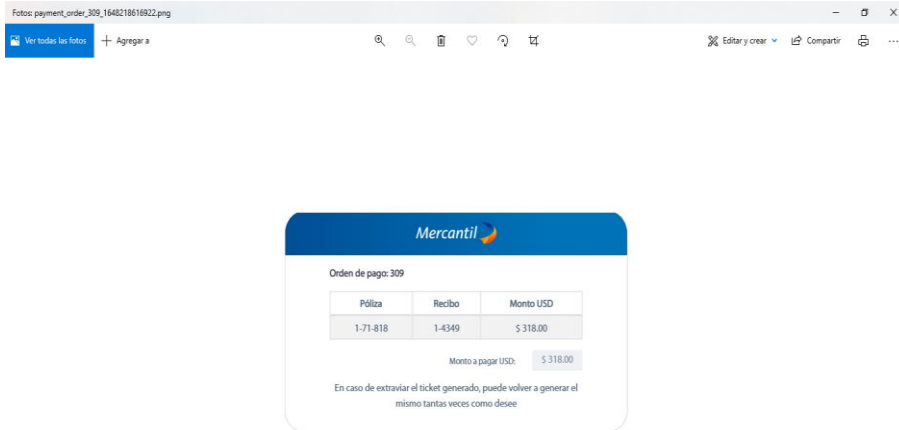 Fotos: payment_order_309_1648218616922.png
Ver todas las fotos
Agregar a
Editar y crear
Compartir
Mercantil
Orden de pago: 309
Póliza Recibo Monto USD
1-71-818 1-4349 $ 318.00
Monto a pagar USD: $ 318.00
En caso de extraviar el ticket generado, puede volver a generar el
mismo tantas veces como desee